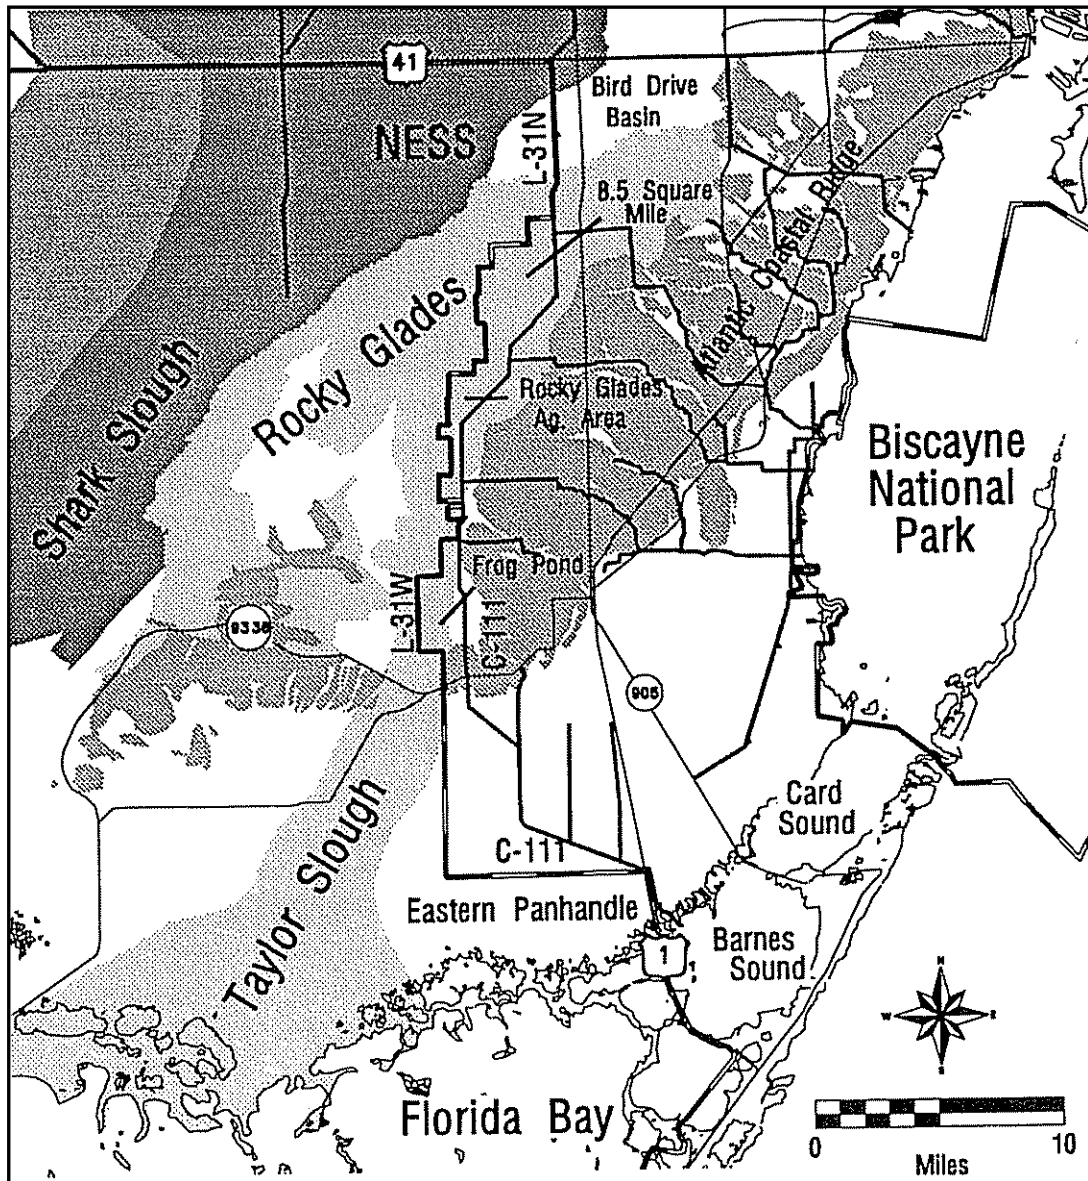 41
Bird Drive
Basin
NESS
L-31N
8.5 Square
Mile
Atlantic Coastal Ridge
Rocky Glades
Shark Slough
Rocky Glades
Ag. Area
Biscayne
National
Park
Frog Pond
L-31W
C-111
9336
905
Taylor Slough
Card
Sound
C-111
Eastern Panhandle
1
Barnes
Sound
N
W
E
S
Florida Bay
0
10
Miles